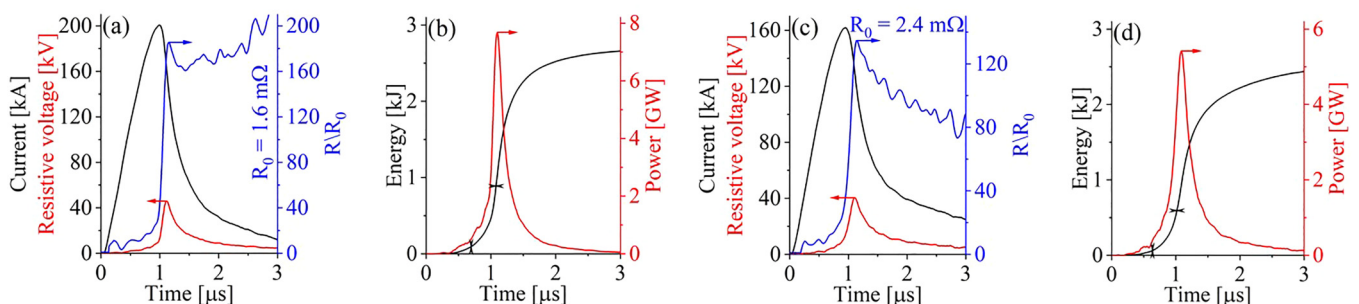 (a)
Current [kA]
Resistive voltage [kV]
200
160
120
80
40
0
0 1 2 3
Time [μs]
R₀ = 1.6 mΩ
R\R₀
200
160
120
80
40
0
(b)
Energy [kJ]
3
2
1
0
0 1 2 3
Time [μs]
Power [GW]
8
6
4
2
0
(c)
Current [kA]
Resistive voltage [kV]
160
120
80
40
0
0 1 2 3
Time [μs]
R₀ = 2.4 mΩ
R\R₀
120
80
40
0
(d)
Energy [kJ]
3
2
1
0
0 1 2 3
Time [μs]
Power [GW]
6
4
2
0